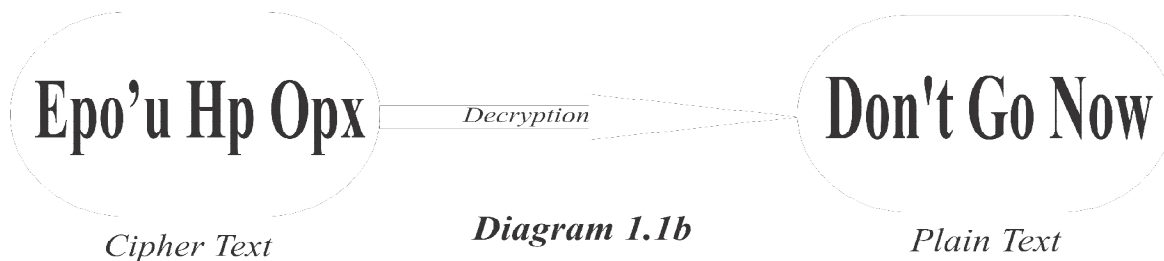 Epo’u Hp Opx
Decryption
Don't Go Now
Cipher Text
Diagram 1.1b
Plain Text